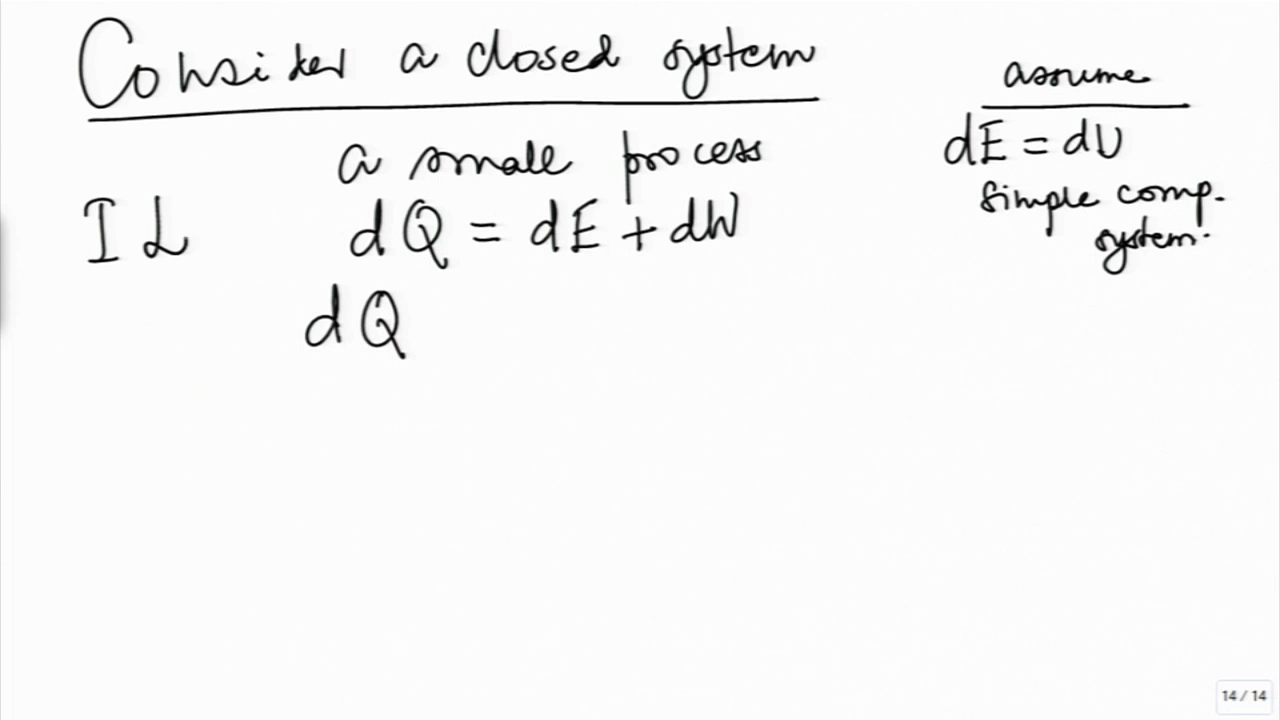 Consider a closed system
a small process
I L dQ = dE + dW
dQ
assume
dE = dU
Simple comp.
system.
14 / 14